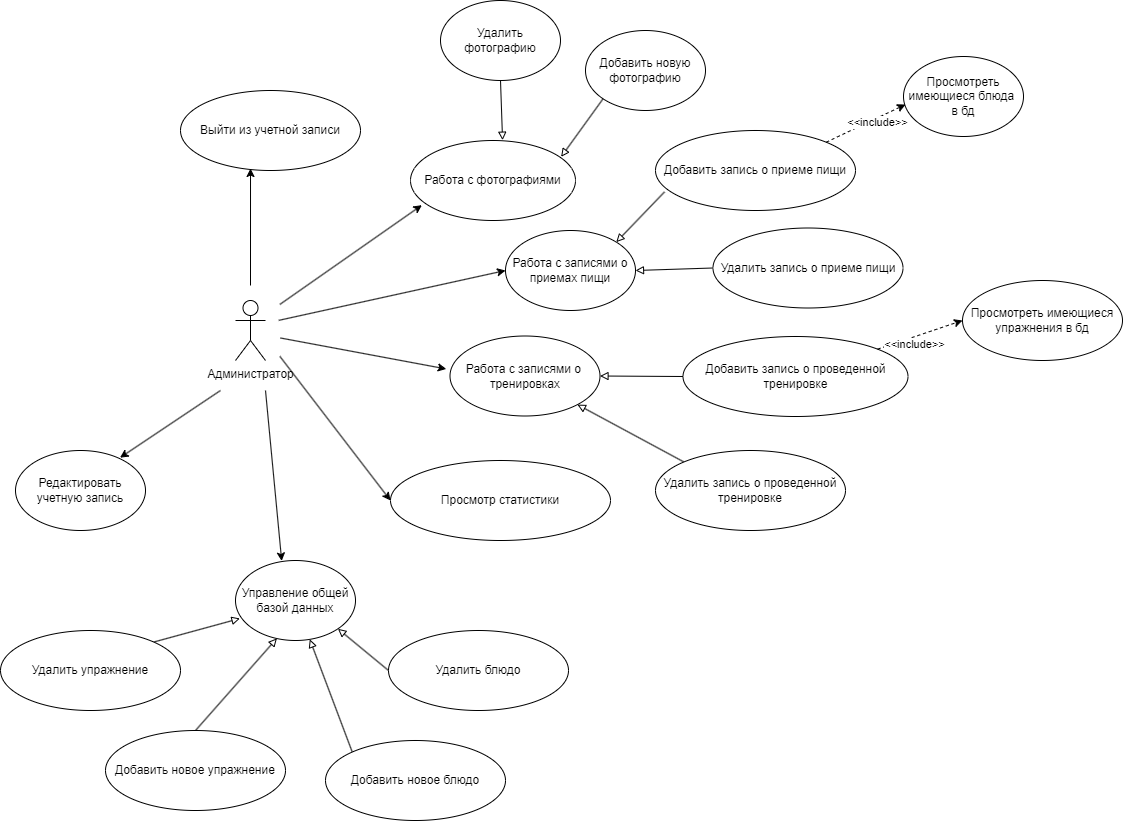 Удалить
фотографию
Добавить новую
фотографию
Просмотреть
имеющиеся блюда
в бд
<<include>>
Выйти из учетной записи
Работа с фотографиями
Добавить запись о приеме пищи
Работа с записями о
приемах пищи
Удалить запись о приеме пищи
Просмотреть имеющиеся
упражнения в бд
<<include>>
Администратор
Работа с записями о
тренировках
Добавить запись о проведенной
тренировке
Редактировать
учетную запись
Просмотр статистики
Удалить запись о проведенной
тренировке
Управление общей
базой данных
Удалить упражнение
Удалить блюдо
Добавить новое упражнение
Добавить новое блюдо